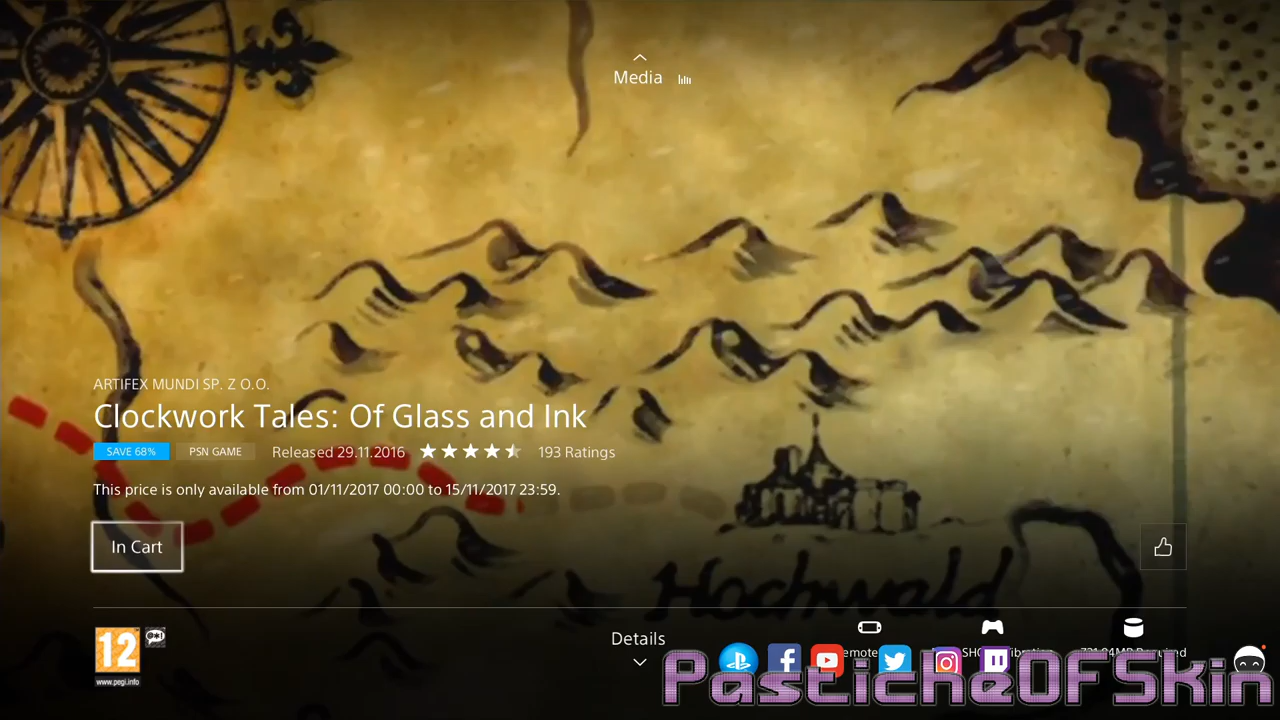 Media
ARTIFEX MUNDI SP. Z O.O.
Clockwork Tales: Of Glass and Ink
SAVE 68% PSN GAME Released 29.11.2016 193 Ratings
This price is only available from 01/11/2017 00:00 to 15/11/2017 23:59.
In Cart
Hochwald
12
www.pegi.info
Details
PasticheOFSkin